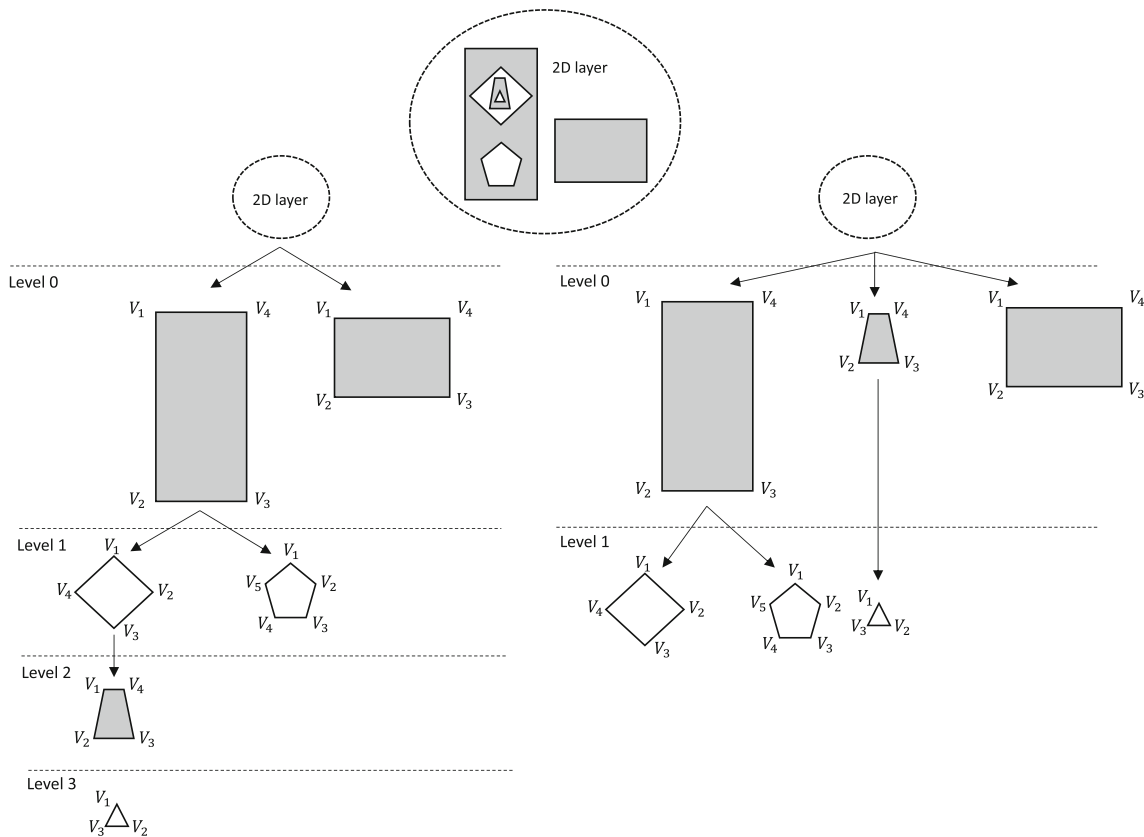 2D layer
2D layer
Level 0
V₁ V₄
V₂ V₃
V₁ V₄
V₂ V₃
Level 1
V₁
V₄ V₂
V₃
V₁
V₅ V₂
V₄ V₃
Level 2
V₁ V₄
V₂ V₃
Level 3
V₁
V₃ V₂
2D layer
Level 0
V₁ V₄
V₂ V₃
V₁ V₄
V₂ V₃
V₁ V₄
V₂ V₃
Level 1
V₁
V₄ V₂
V₃
V₁
V₅ V₂
V₄ V₃
V₁
V₃ V₂